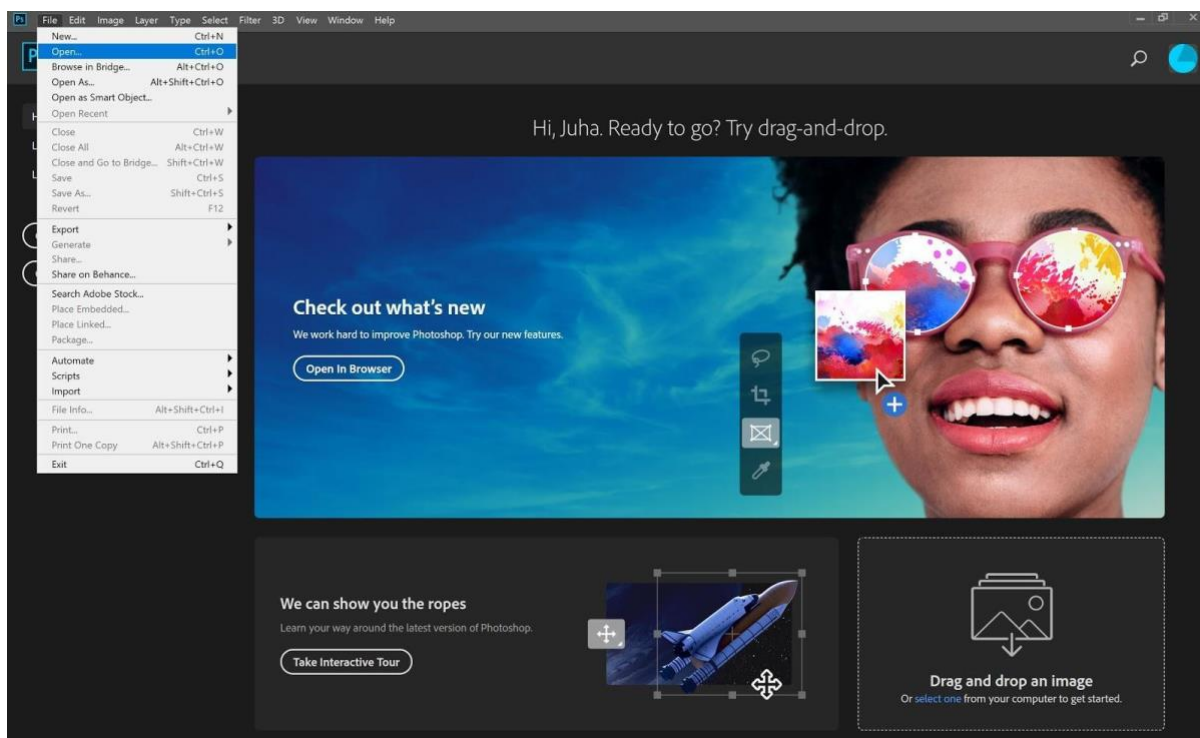 Ps File Edit Image Layer Type Select Filter 3D View Window Help
New... Ctrl+N
Open... Ctrl+O
Browse in Bridge... Alt+Ctrl+O
Open As... Alt+Shift+Ctrl+O
Open as Smart Object...
Open Recent
Close Ctrl+W
Close All Alt+Ctrl+W
Close and Go to Bridge... Shift+Ctrl+W
Save Ctrl+S
Save As... Shift+Ctrl+S
Revert F12
Export
Generate
Share...
Share on Behance...
Search Adobe Stock...
Place Embedded...
Place Linked...
Package...
Automate
Scripts
Import
File Info... Alt+Shift+Ctrl+I
Print... Ctrl+P
Print One Copy Alt+Shift+Ctrl+P
Exit Ctrl+Q
Hi, Juha. Ready to go? Try drag-and-drop.
Check out what's new
We work hard to improve Photoshop. Try our new features.
Open In Browser
We can show you the ropes
Learn your way around the latest version of Photoshop.
Take Interactive Tour
Drag and drop an image
Or select one from your computer to get started.